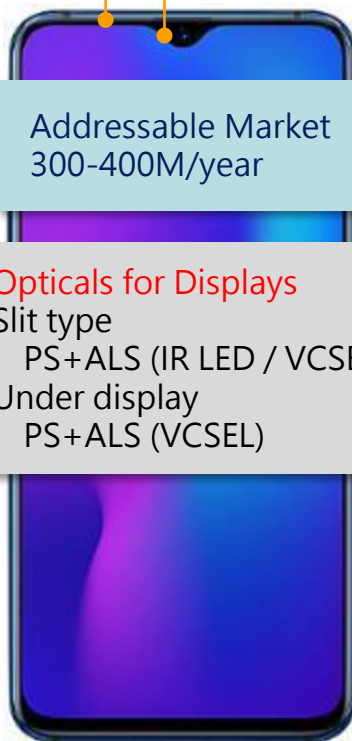 Addressable Market
300-400M/year
Opticals for Displays
Slit type
PS+ALS (IR LED / VCSE
Under display
PS+ALS (VCSEL)